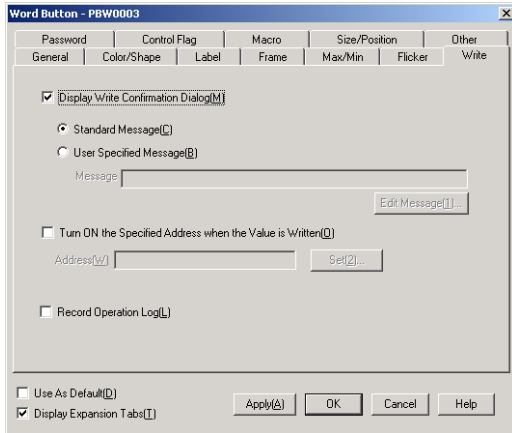 Word Button - PBW0003
Password Control Flag Macro Size/Position Other
General Color/Shape Label Frame Max/Min Flicker Write
Display Write Confirmation Dialog(M)
Standard Message(C)
User Specified Message(B)
Message
Edit Message(1)...
Turn ON the Specified Address when the Value is Written(O)
Address(W) Set(2)...
Record Operation Log(L)
Use As Default(D)
Display Expansion Tabs(T)
Apply(A) OK Cancel Help